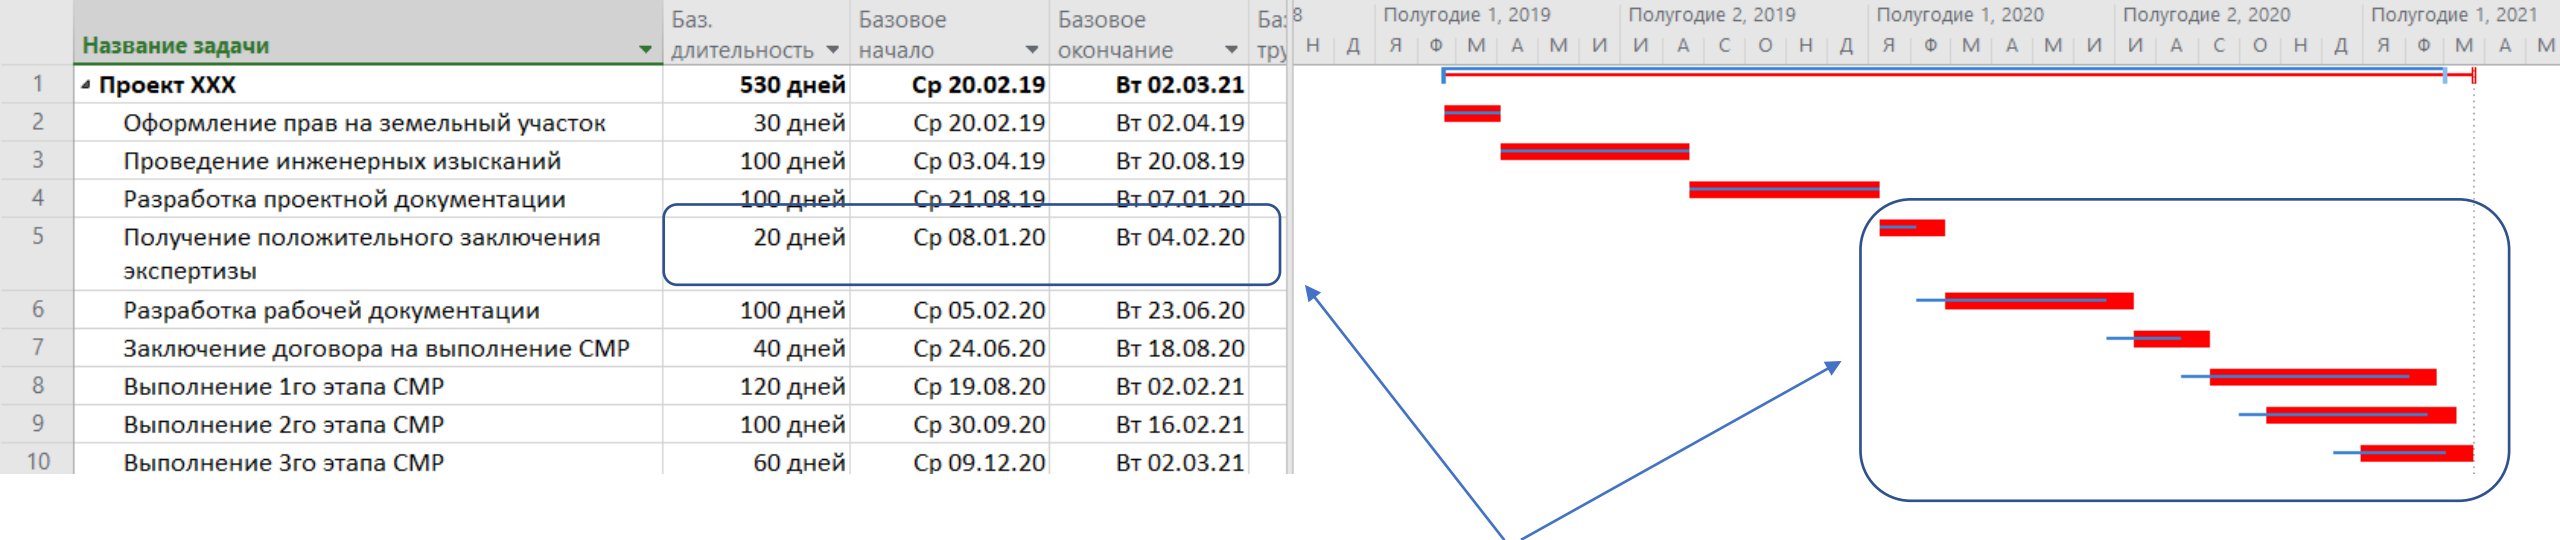 Название задачи Баз. длительность Базовое начало Базовое окончание Баз тру
8 Полугодие 1, 2019 Полугодие 2, 2019 Полугодие 1, 2020 Полугодие 2, 2020 Полугодие 1, 2021
Н Д Я Ф М А М И И А С О Н Д Я Ф М А М И И А С О Н Д Я Ф М А М
1 Проект ХХХ 530 дней Ср 20.02.19 Вт 02.03.21
2 Оформление прав на земельный участок 30 дней Ср 20.02.19 Вт 02.04.19
3 Проведение инженерных изысканий 100 дней Ср 03.04.19 Вт 20.08.19
4 Разработка проектной документации 100 дней Ср 21.08.19 Вт 07.01.20
5 Получение положительного заключения 20 дней Ср 08.01.20 Вт 04.02.20
экспертизы
6 Разработка рабочей документации 100 дней Ср 05.02.20 Вт 23.06.20
7 Заключение договора на выполнение СМР 40 дней Ср 24.06.20 Вт 18.08.20
8 Выполнение 1го этапа СМР 120 дней Ср 19.08.20 Вт 02.02.21
9 Выполнение 2го этапа СМР 100 дней Ср 30.09.20 Вт 16.02.21
10 Выполнение 3го этапа СМР 60 дней Ср 09.12.20 Вт 02.03.21